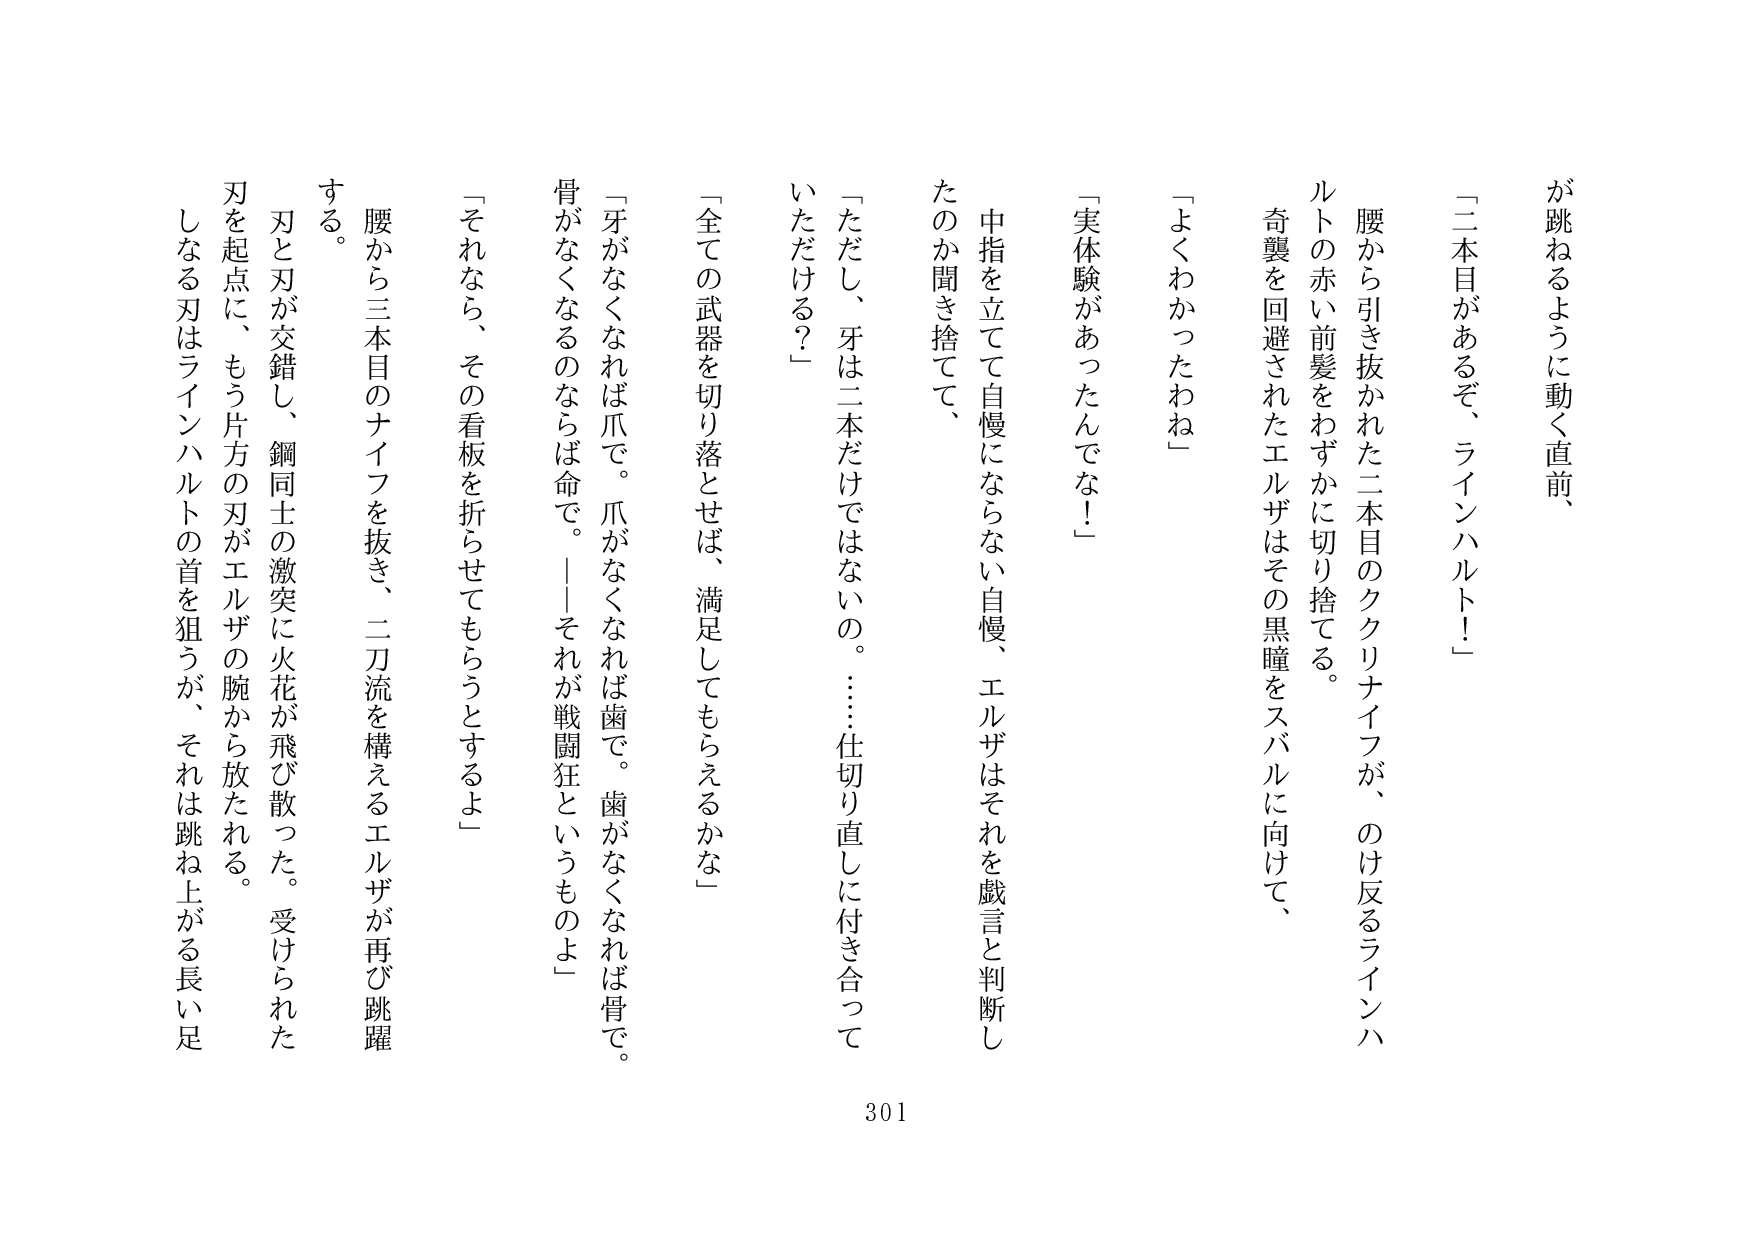 が跳ねるように動く直前、
「二本目があるぞ、ラインハルト！」
腰から引き抜かれた二本目のククリナイフが、のけ反るラインハ
ルトの赤い前髪をわずかに切り捨てる。
奇襲を回避されたエルザはその黒瞳をスバルに向けて、
「よくわかったわね」
「実体験があったんでな！」
中指を立てて自慢にならない自慢、エルザはそれを戯言と判断し
たのか聞き捨てて、
「ただし、牙は二本だけではないの。……仕切り直しに付き合って
いただける？」
「全ての武器を切り落とせば、満足してもらえるかな」
「牙がなくなれば爪で。爪がなくなれば歯で。歯がなくなれば骨で。
骨がなくなるのならば命で。――それが戦闘狂というものよ」
「それなら、その看板を折らせてもらうとするよ」
腰から三本目のナイフを抜き、二刀流を構えるエルザが再び跳躍
する。
刃と刃が交錯し、鋼同士の激突に火花が飛び散った。受けられた
刃を起点に、もう片方の刃がエルザの腕から放たれる。
しなる刃はラインハルトの首を狙うが、それは跳ね上がる長い足
301